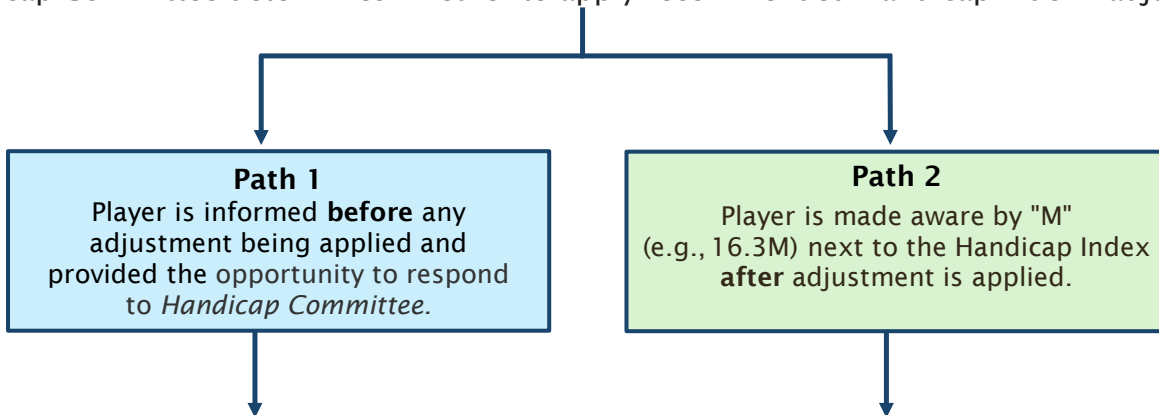 Path 1
Player is informed before any
adjustment being applied and
provided the opportunity to respond
to Handicap Committee.
Path 2
Player is made aware by "M"
(e.g., 16.3M) next to the Handicap Index
after adjustment is applied.